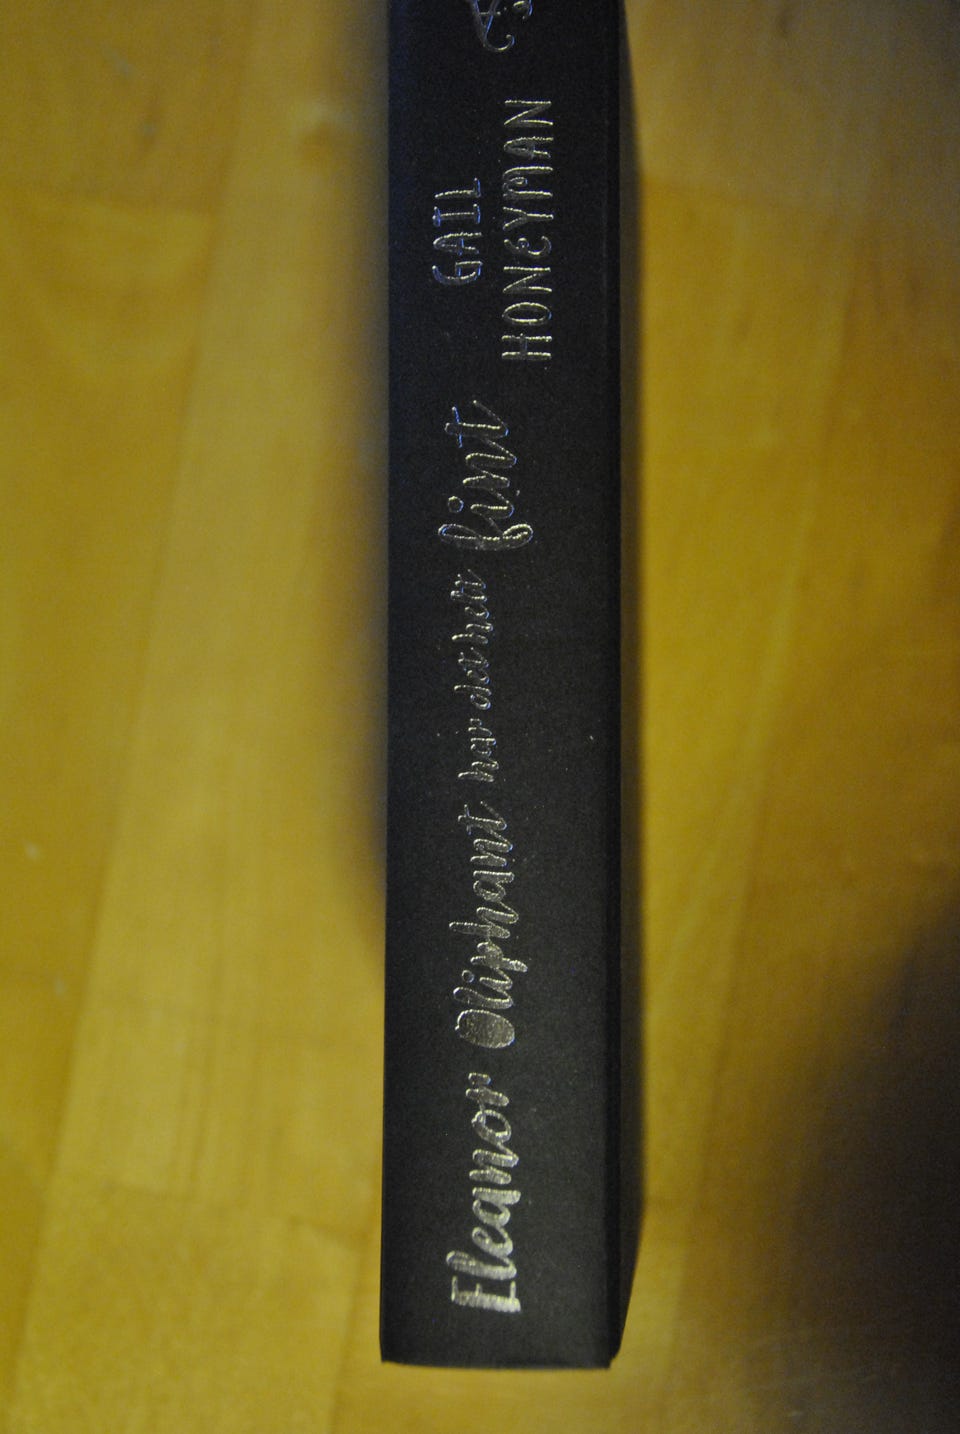 Eleanor Oliphant har det helt fint
GAIL
HONEYMAN